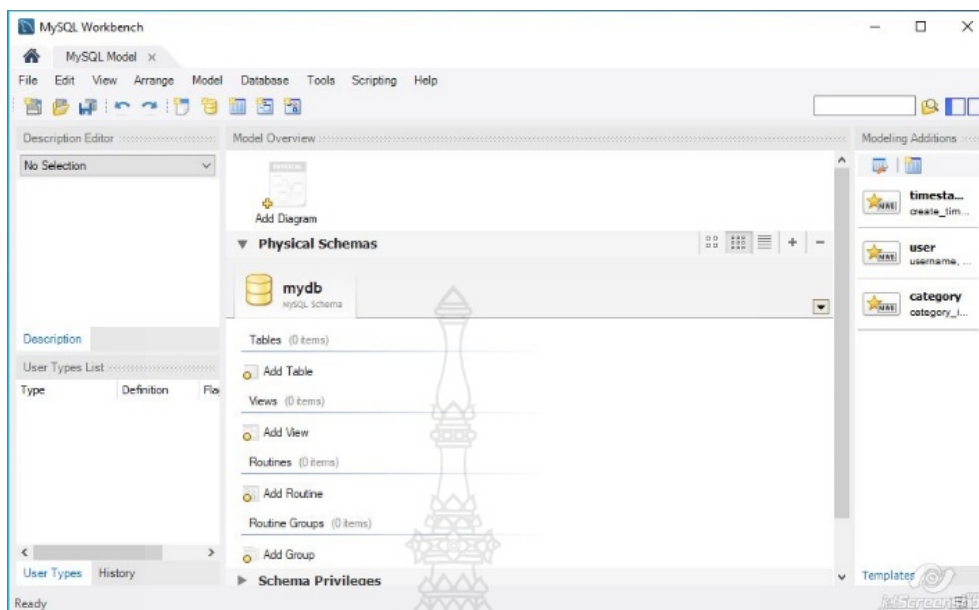 MySQL Workbench
MySQL Model
File Edit View Arrange Model Database Tools Scripting Help
Description Editor
No Selection
Description
User Types List
Type Definition Fla
User Types History
Model Overview
Add Diagram
Physical Schemas
mydb
MySQL Schema
Tables (0 items)
Add Table
Views (0 items)
Add View
Routines (0 items)
Add Routine
Routine Groups (0 items)
Add Group
Schema Privileges
Modeling Additions
timesta...
create_tim...
user
username, ...
category
category_i...
Templates
Ready